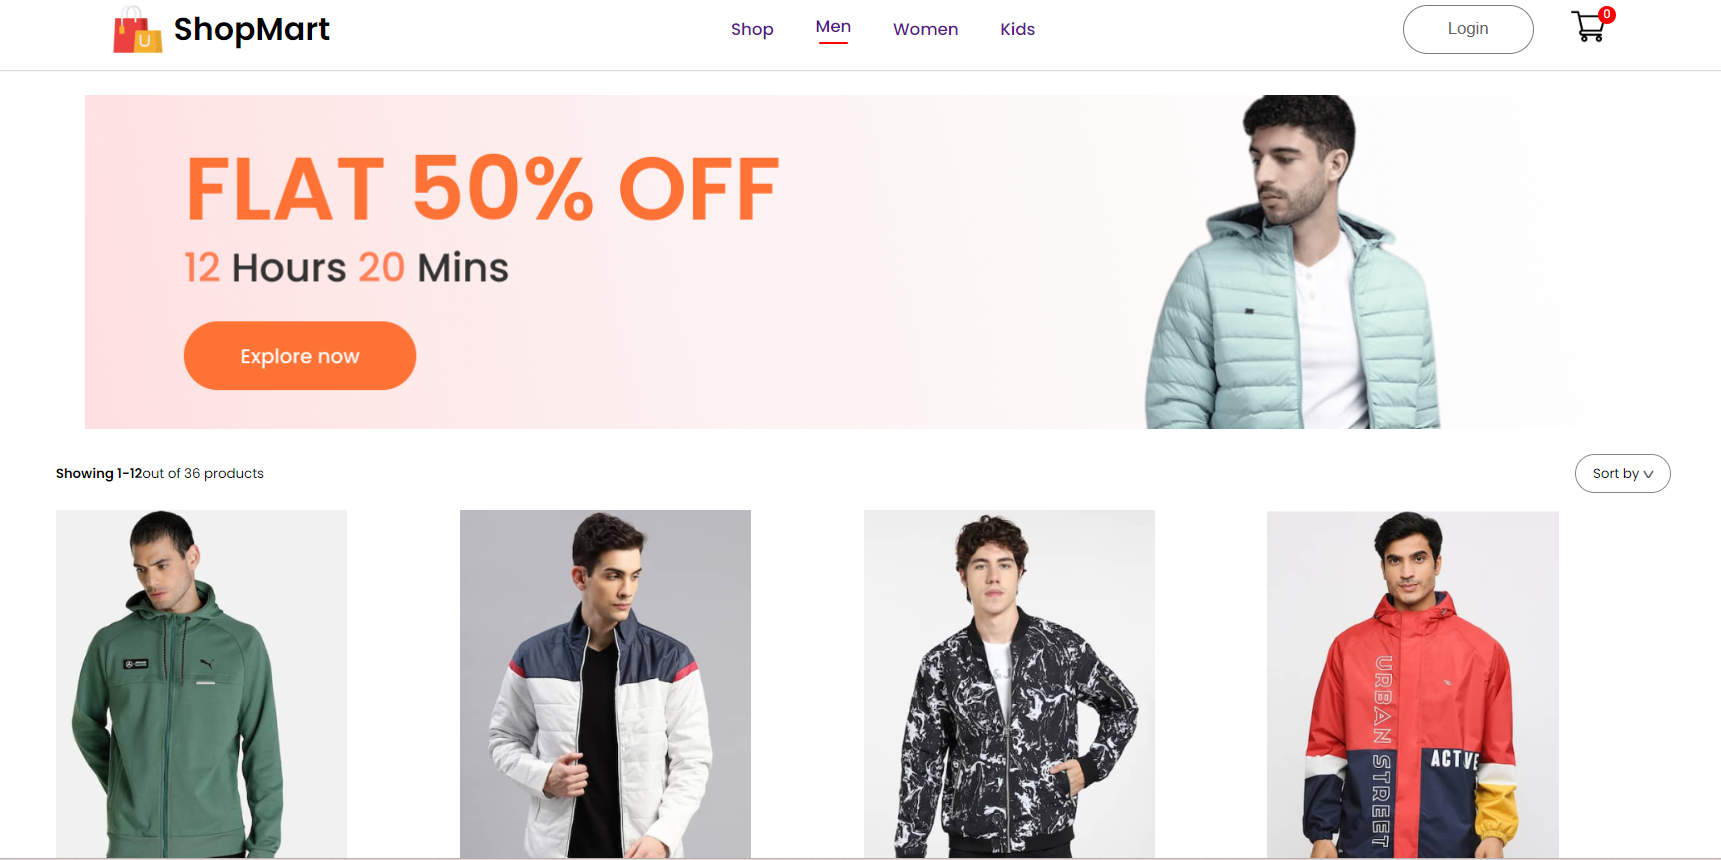 U
ShopMart
Shop Men Women Kids
Login
0
FLAT 50% OFF
12 Hours 20 Mins
Explore now
Showing 1-12out of 36 products
Sort by
URBAN STREET
ACTIVE